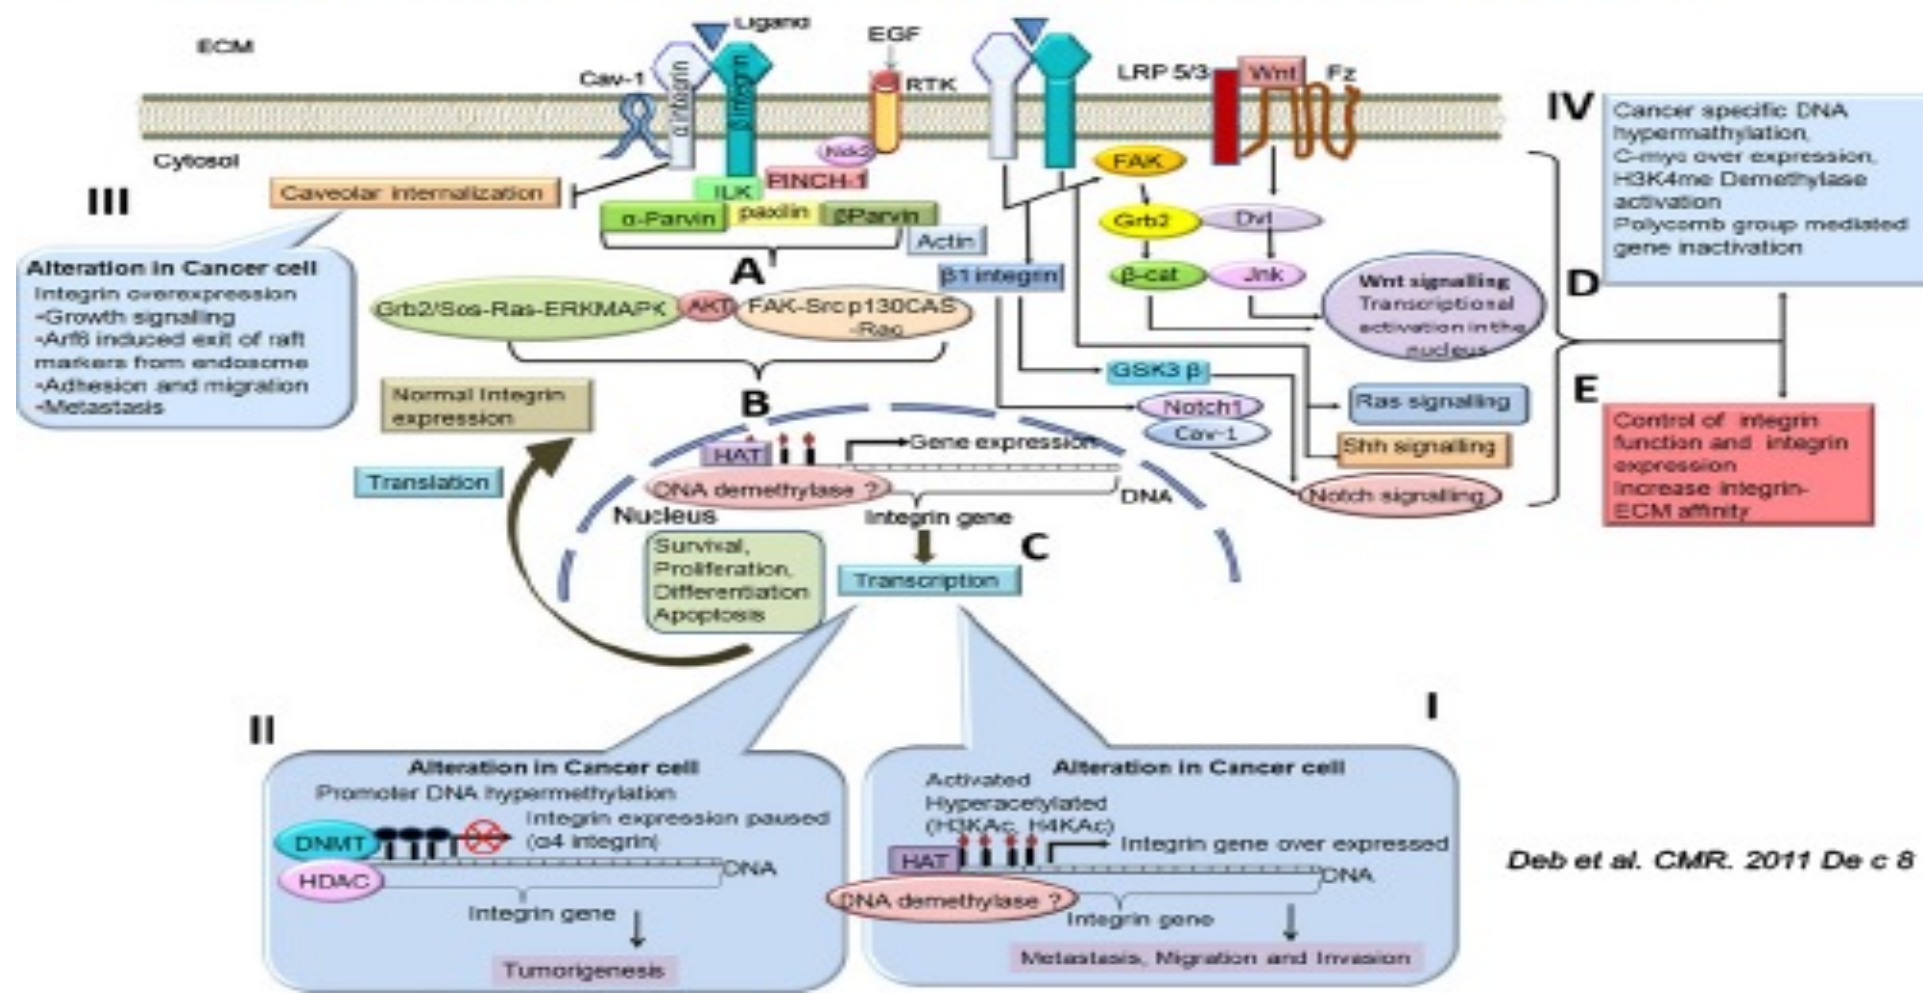 Ligand
ECM
EGF
Cav-1
α integrin
β integrin
RTK
LRP 5/3
Wnt
Fz
IV
Cancer specific DNA
hypermathylation,
C-myc over expression,
H3K4me Demethylase
activation
Polycomb group mediated
gene inactivation
Cytosol
Nck2
FAK
III
Caveolar internalization
ILK
PINCH-1
α-Parvin
paxilin
βParvin
Actin
Grb2
Dvl
Alteration in Cancer cell
Integrin overexpression
-Growth signalling
-Arf6 induced exit of raft
markers from endosome
-Adhesion and migration
-Metastasis
A
β1 integrin
β-cat
Jnk
Wnt signalling
Transcriptional
activation in the
nucleus
D
Grb2/Sos-Ras-ERKMAPK
AKT
FAK-Src p130CAS
-Rac
Normal Integrin
expression
B
GSK3 β
Notch1
Cav-1
Ras signalling
Shh signalling
Notch signalling
E
Control of integrin
function and integrin
expression
Increase integrin-
ECM affinity
HAT
Gene expression
Translation
DNA demethylase ?
DNA
Nucleus
Integrin gene
Survival,
Proliferation,
Differentiation
Apoptosis
C
Transcription
II
Alteration in Cancer cell
Promoter DNA hypermethylation
Integrin expression paused
(α4 integrin)
DNMT
HDAC
DNA
Integrin gene
Tumorigenesis
I
Alteration in Cancer cell
Activated
Hyperacetylated
(H3KAc, H4KAc)
Integrin gene over expressed
HAT
DNA
DNA demethylase ?
Integrin gene
Metastasis, Migration and Invasion
Deb et al. CMR. 2011 De c 8